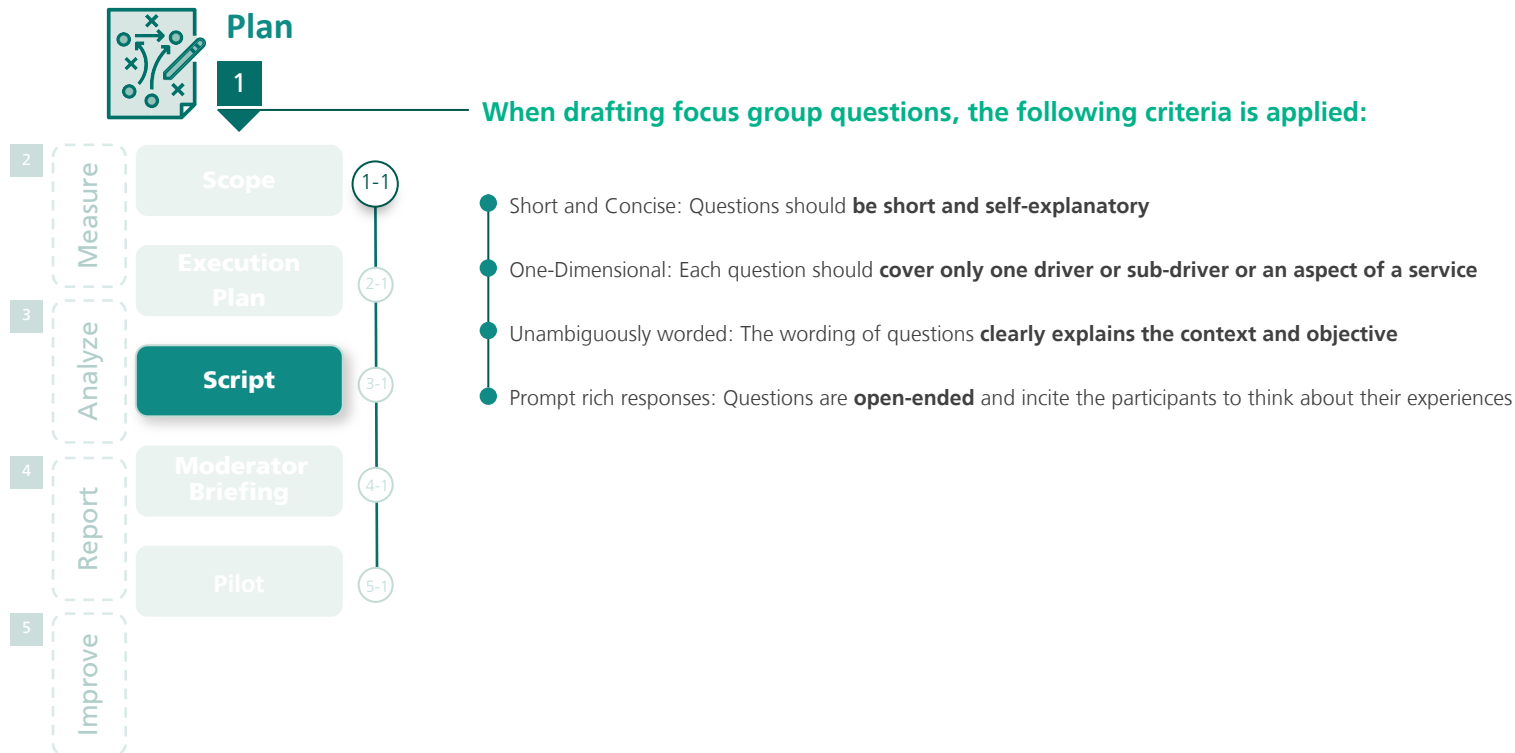 Plan
1
When drafting focus group questions, the following criteria is applied:
2
Measure
Scope
1-1
Short and Concise: Questions should be short and self-explanatory
Execution
Plan
2-1
One-Dimensional: Each question should cover only one driver or sub-driver or an aspect of a service
3
Analyze
Unambiguously worded: The wording of questions clearly explains the context and objective
Script
3-1
Prompt rich responses: Questions are open-ended and incite the participants to think about their experiences
4
Report
Moderator
Briefing
4-1
Pilot
5-1
5
Improve